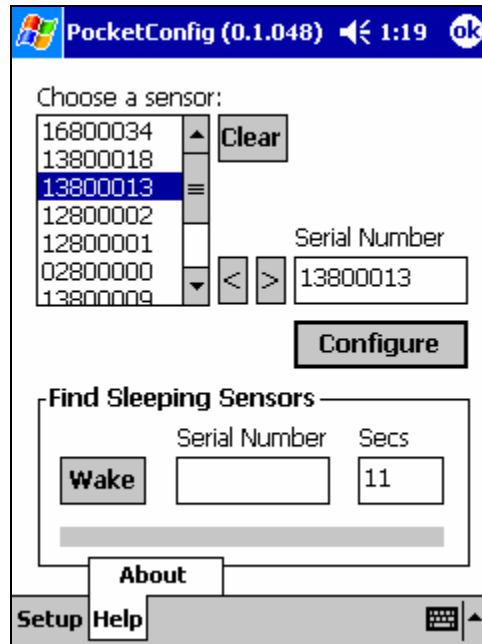 PocketConfig (0.1.048) 1:19 ok
Choose a sensor:
16800034
Clear
13800018
13800013
12800002
12800001
Serial Number
02800000
< >
13800013
13800009
Configure
Find Sleeping Sensors
Serial Number Secs
Wake
11
About
Setup Help